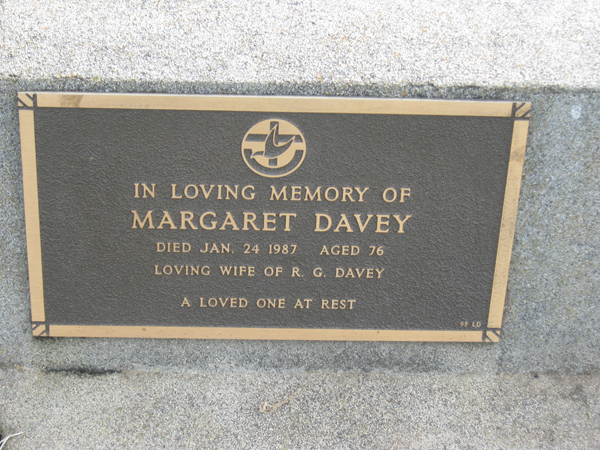 IN LOVING MEMORY OF
MARGARET DAVEY
DIED JAN. 24 1987 AGED 76
LOVING WIFE OF R. G. DAVEY
A LOVED ONE AT REST